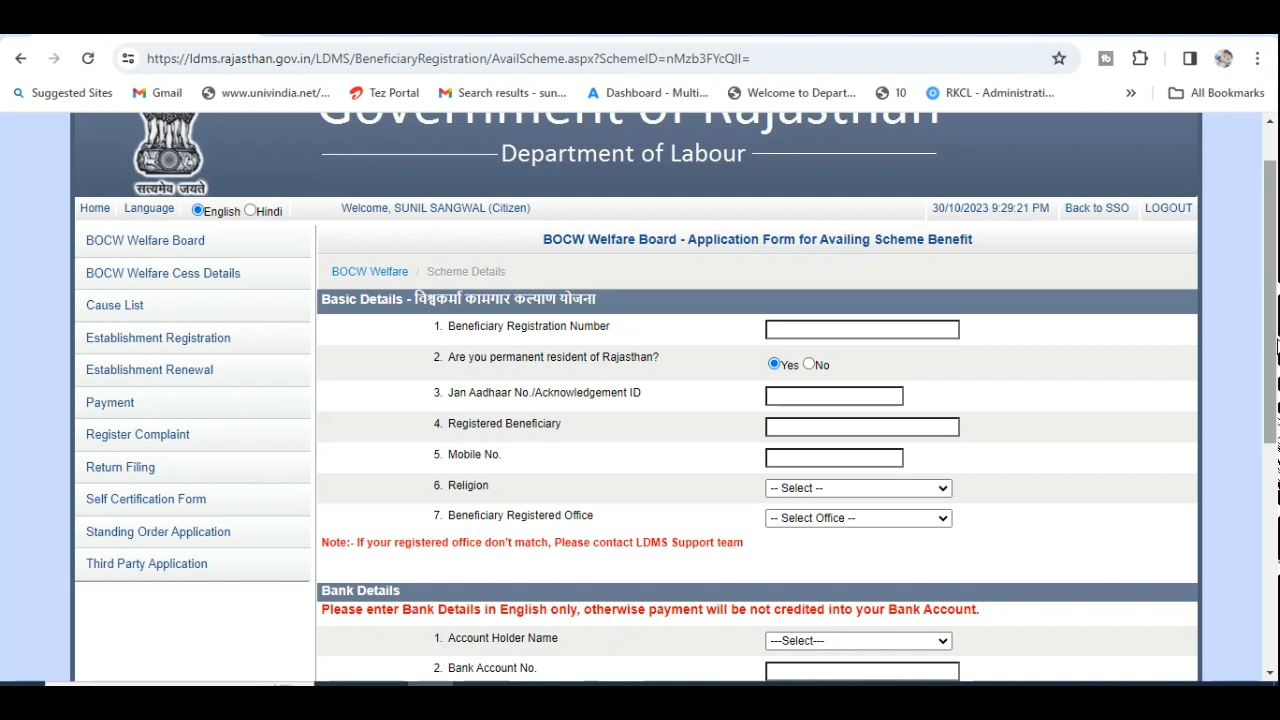 https://ldms.rajasthan.gov.in/LDMS/BeneficiaryRegistration/AvailScheme.aspx?SchemeID=nMzb3FYcQII=
Suggested Sites Gmail www.univindia.net/... Tez Portal Search results - sun... Dashboard - Multi... Welcome to Depart... 10 RKCL - Administrati... » All Bookmarks
Government of Rajasthan
Department of Labour
सत्यमेव जयते
Home Language English Hindi Welcome, SUNIL SANGWAL (Citizen) 30/10/2023 9:29:21 PM Back to SSO LOGOUT
BOCW Welfare Board
BOCW Welfare Cess Details
Cause List
Establishment Registration
Establishment Renewal
Payment
Register Complaint
Return Filing
Self Certification Form
Standing Order Application
Third Party Application
BOCW Welfare Board - Application Form for Availing Scheme Benefit
BOCW Welfare / Scheme Details
Basic Details - विश्वकर्मा कामगार कल्याण योजना
1. Beneficiary Registration Number
2. Are you permanent resident of Rajasthan? Yes No
3. Jan Aadhaar No./Acknowledgement ID
4. Registered Beneficiary
5. Mobile No.
6. Religion -- Select --
7. Beneficiary Registered Office -- Select Office --
Note:- If your registered office don't match, Please contact LDMS Support team
Bank Details
Please enter Bank Details in English only, otherwise payment will be not credited into your Bank Account.
1. Account Holder Name ---Select---
2. Bank Account No.